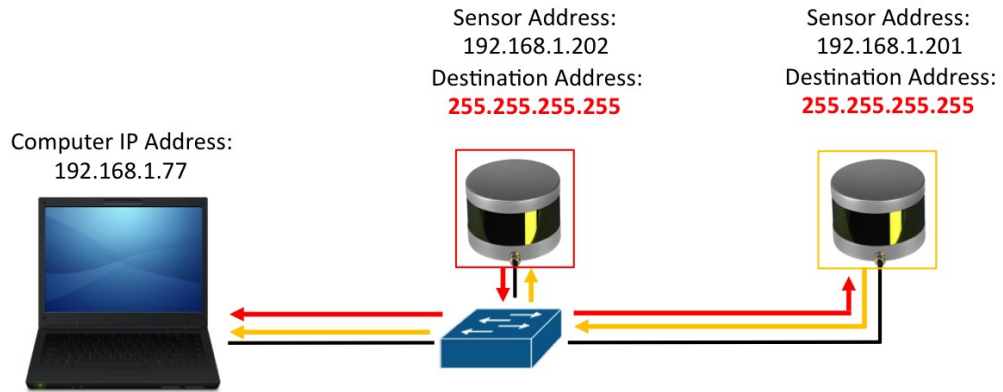 Sensor Address:
192.168.1.202
Destination Address:
255.255.255.255
Sensor Address:
192.168.1.201
Destination Address:
255.255.255.255
Computer IP Address:
192.168.1.77